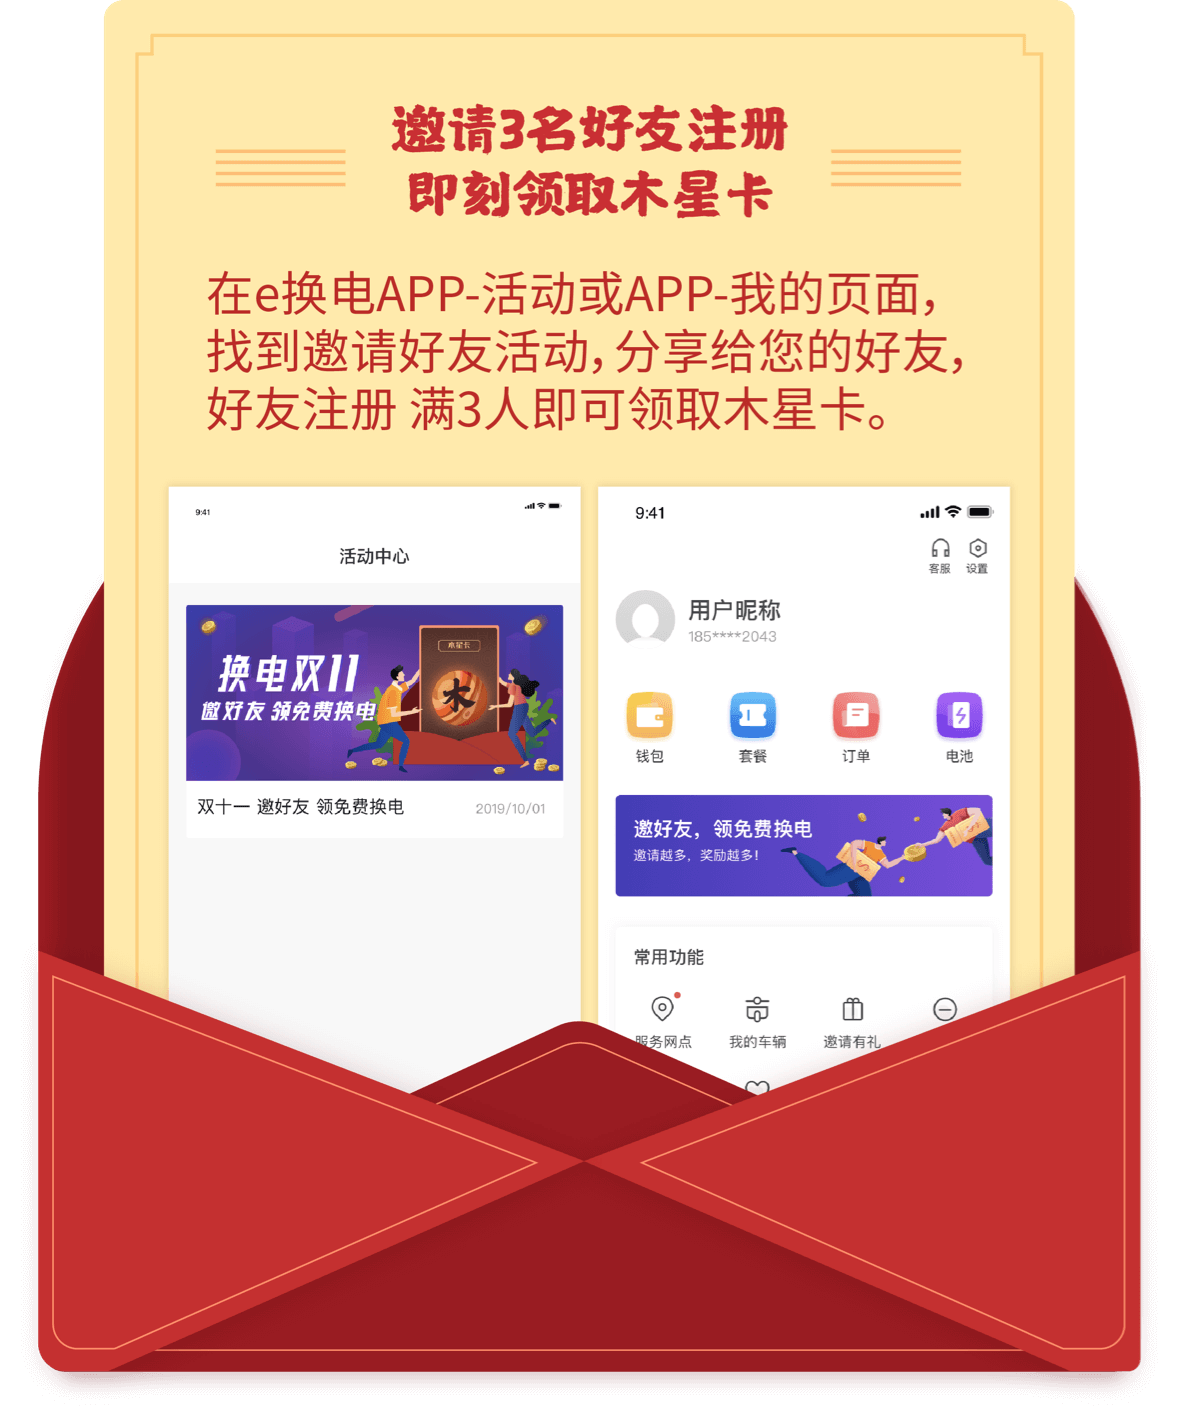 邀请3名好友注册
即刻领取木星卡
在e换电APP-活动或APP-我的页面，
找到邀请好友活动，分享给您的好友，
好友注册 满3人即可领取木星卡。
9:41
活动中心
木星卡
木
换电双11
邀好友 领免费换电
双十一 邀好友 领免费换电
2019/10/01
9:41
客服
设置
用户昵称
185****2043
钱包
套餐
订单
电池
邀好友，领免费换电
邀请越多，奖励越多！
常用功能
服务网点
我的车辆
邀请有礼